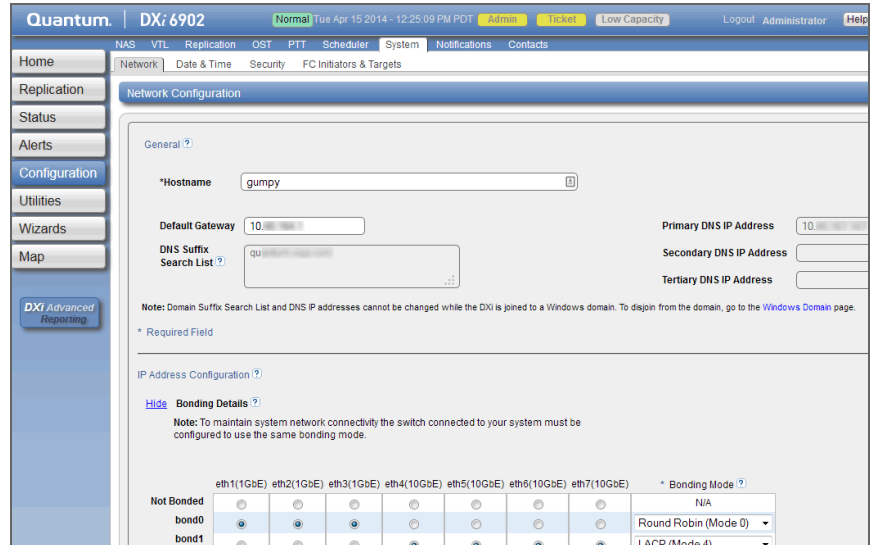 Quantum. DXi 6902 Normal Tue Apr 15 2014 - 12:25:09 PM PDT Admin Ticket Low Capacity Logout Administrator Help
NAS VTL Replication OST PTT Scheduler System Notifications Contacts
Home
Network Date & Time Security FC Initiators & Targets
Replication
Network Configuration
Status
Alerts
General ?
Configuration
*Hostname gumpy
Utilities
Wizards
Default Gateway 10.
Primary DNS IP Address 10.
Map
DNS Suffix
Search List ? qu
Secondary DNS IP Address
Tertiary DNS IP Address
DXi Advanced
Reporting
Note: Domain Suffix Search List and DNS IP addresses cannot be changed while the DXi is joined to a Windows domain. To disjoin from the domain, go to the Windows Domain page.
* Required Field
IP Address Configuration ?
Hide Bonding Details ?
Note: To maintain system network connectivity the switch connected to your system must be
configured to use the same bonding mode.
eth1(1GbE) eth2(1GbE) eth3(1GbE) eth4(10GbE) eth5(10GbE) eth6(10GbE) eth7(10GbE) * Bonding Mode ?
Not Bonded N/A
bond0 Round Robin (Mode 0)
bond1 LACP (Mode 4)